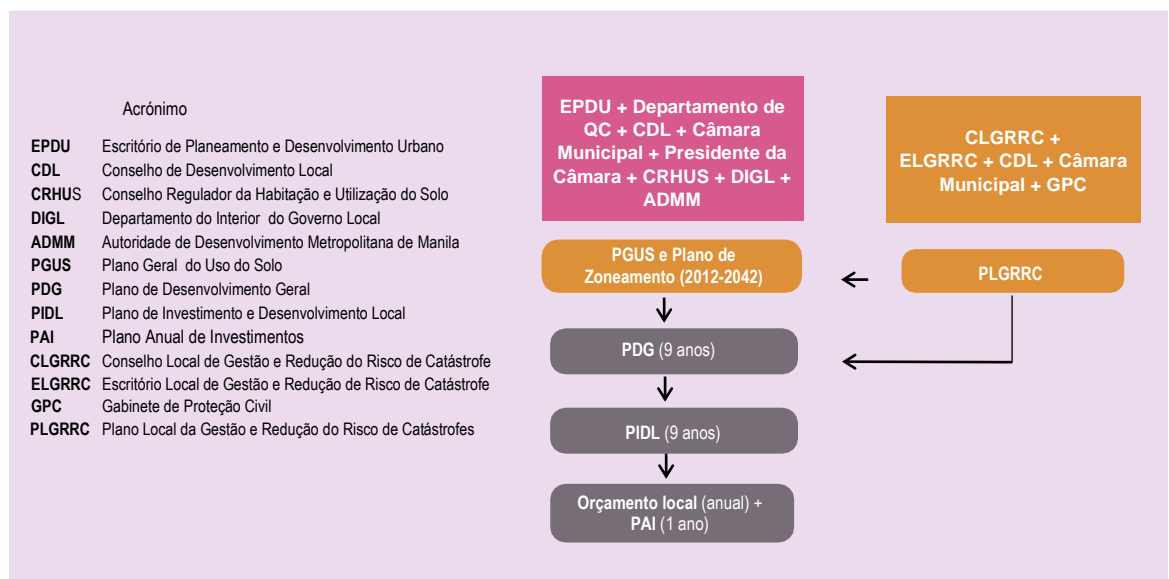 Acrónimo
EPDU Escritório de Planeamento e Desenvolvimento Urbano
CDL Conselho de Desenvolvimento Local
CRHUS Conselho Regulador da Habitação e Utilização do Solo
DIGL Departamento do Interior do Governo Local
ADMM Autoridade de Desenvolvimento Metropolitana de Manila
PGUS Plano Geral do Uso do Solo
PDG Plano de Desenvolvimento Geral
PIDL Plano de Investimento e Desenvolvimento Local
PAI Plano Anual de Investimentos
CLGRRC Conselho Local de Gestão e Redução do Risco de Catástrofe
ELGRRC Escritório Local de Gestão e Redução de Risco de Catástrofe
GPC Gabinete de Proteção Civil
PLGRRC Plano Local da Gestão e Redução do Risco de Catástrofes
EPDU + Departamento de
QC + CDL + Câmara
Municipal + Presidente da
Câmara + CRHUS + DIGL +
ADMM
CLGRRC +
ELGRRC + CDL + Câmara
Municipal + GPC
PGUS e Plano de
Zoneamento (2012-2042)
PLGRRC
PDG (9 anos)
PIDL (9 anos)
Orçamento local (anual) +
PAI (1 ano)